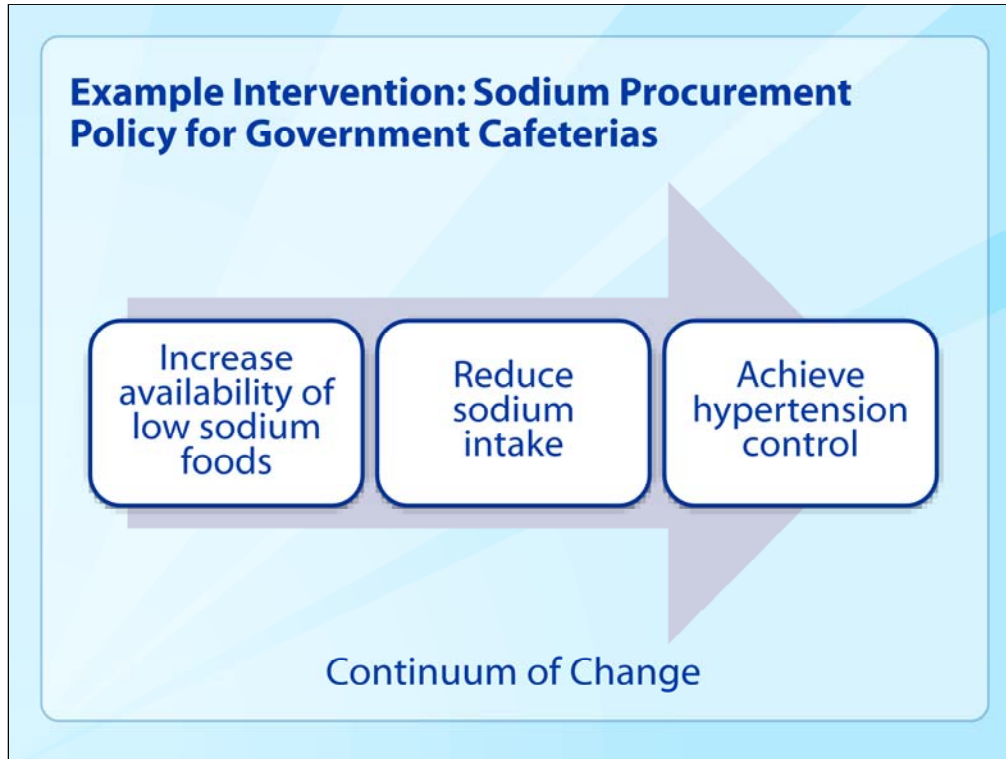 Example Intervention: Sodium Procurement
Policy for Government Cafeterias
Increase
availability of
low sodium
foods
Reduce
sodium
intake
Achieve
hypertension
control
Continuum of Change